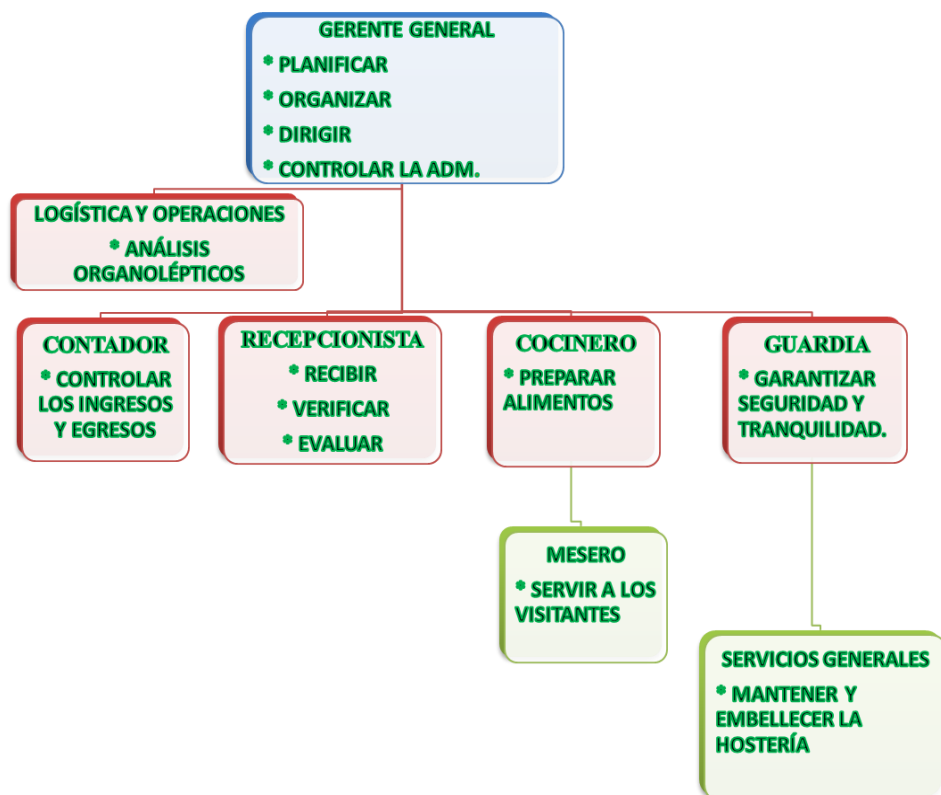 GERENTE GENERAL
* PLANIFICAR
* ORGANIZAR
* DIRIGIR
* CONTROLAR LA ADM.
LOGÍSTICA Y OPERACIONES
* ANÁLISIS
ORGANOLÉPTICOS
CONTADOR
* CONTROLAR
LOS INGRESOS
Y EGRESOS
RECEPCIONISTA
* RECIBIR
* VERIFICAR
* EVALUAR
COCINERO
* PREPARAR
ALIMENTOS
GUARDIA
* GARANTIZAR
SEGURIDAD Y
TRANQUILIDAD.
MESERO
* SERVIR A LOS
VISITANTES
SERVICIOS GENERALES
* MANTENER Y
EMBELLECER LA
HOSTERÍA